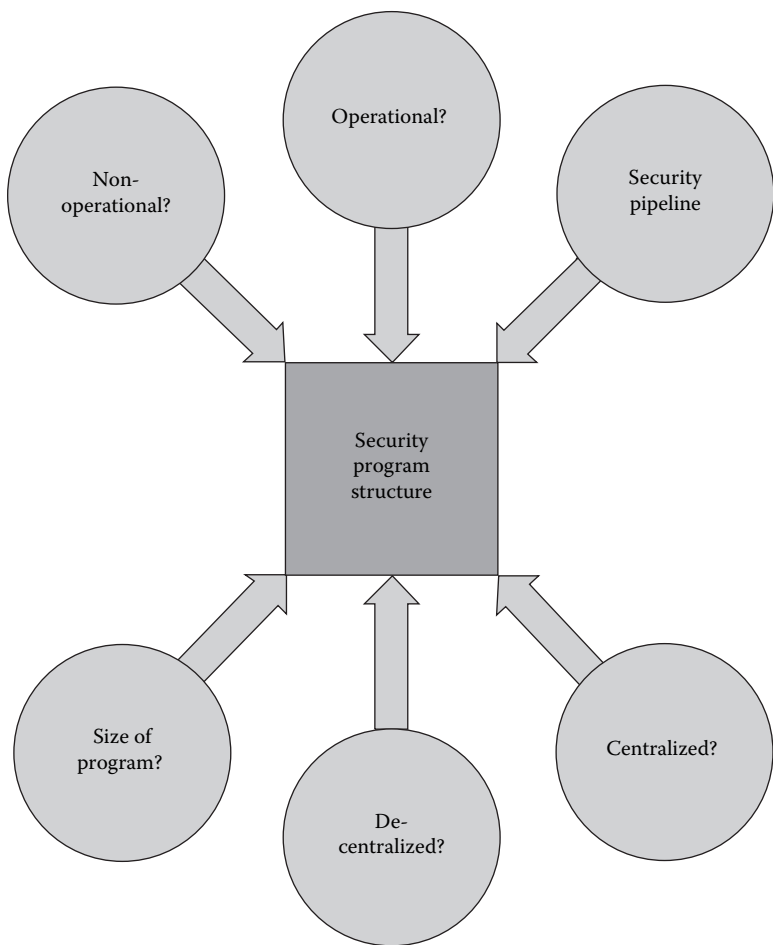 Operational?
Non-
operational?
Security
pipeline
Security
program
structure
Size of
program?
De-
centralized?
Centralized?